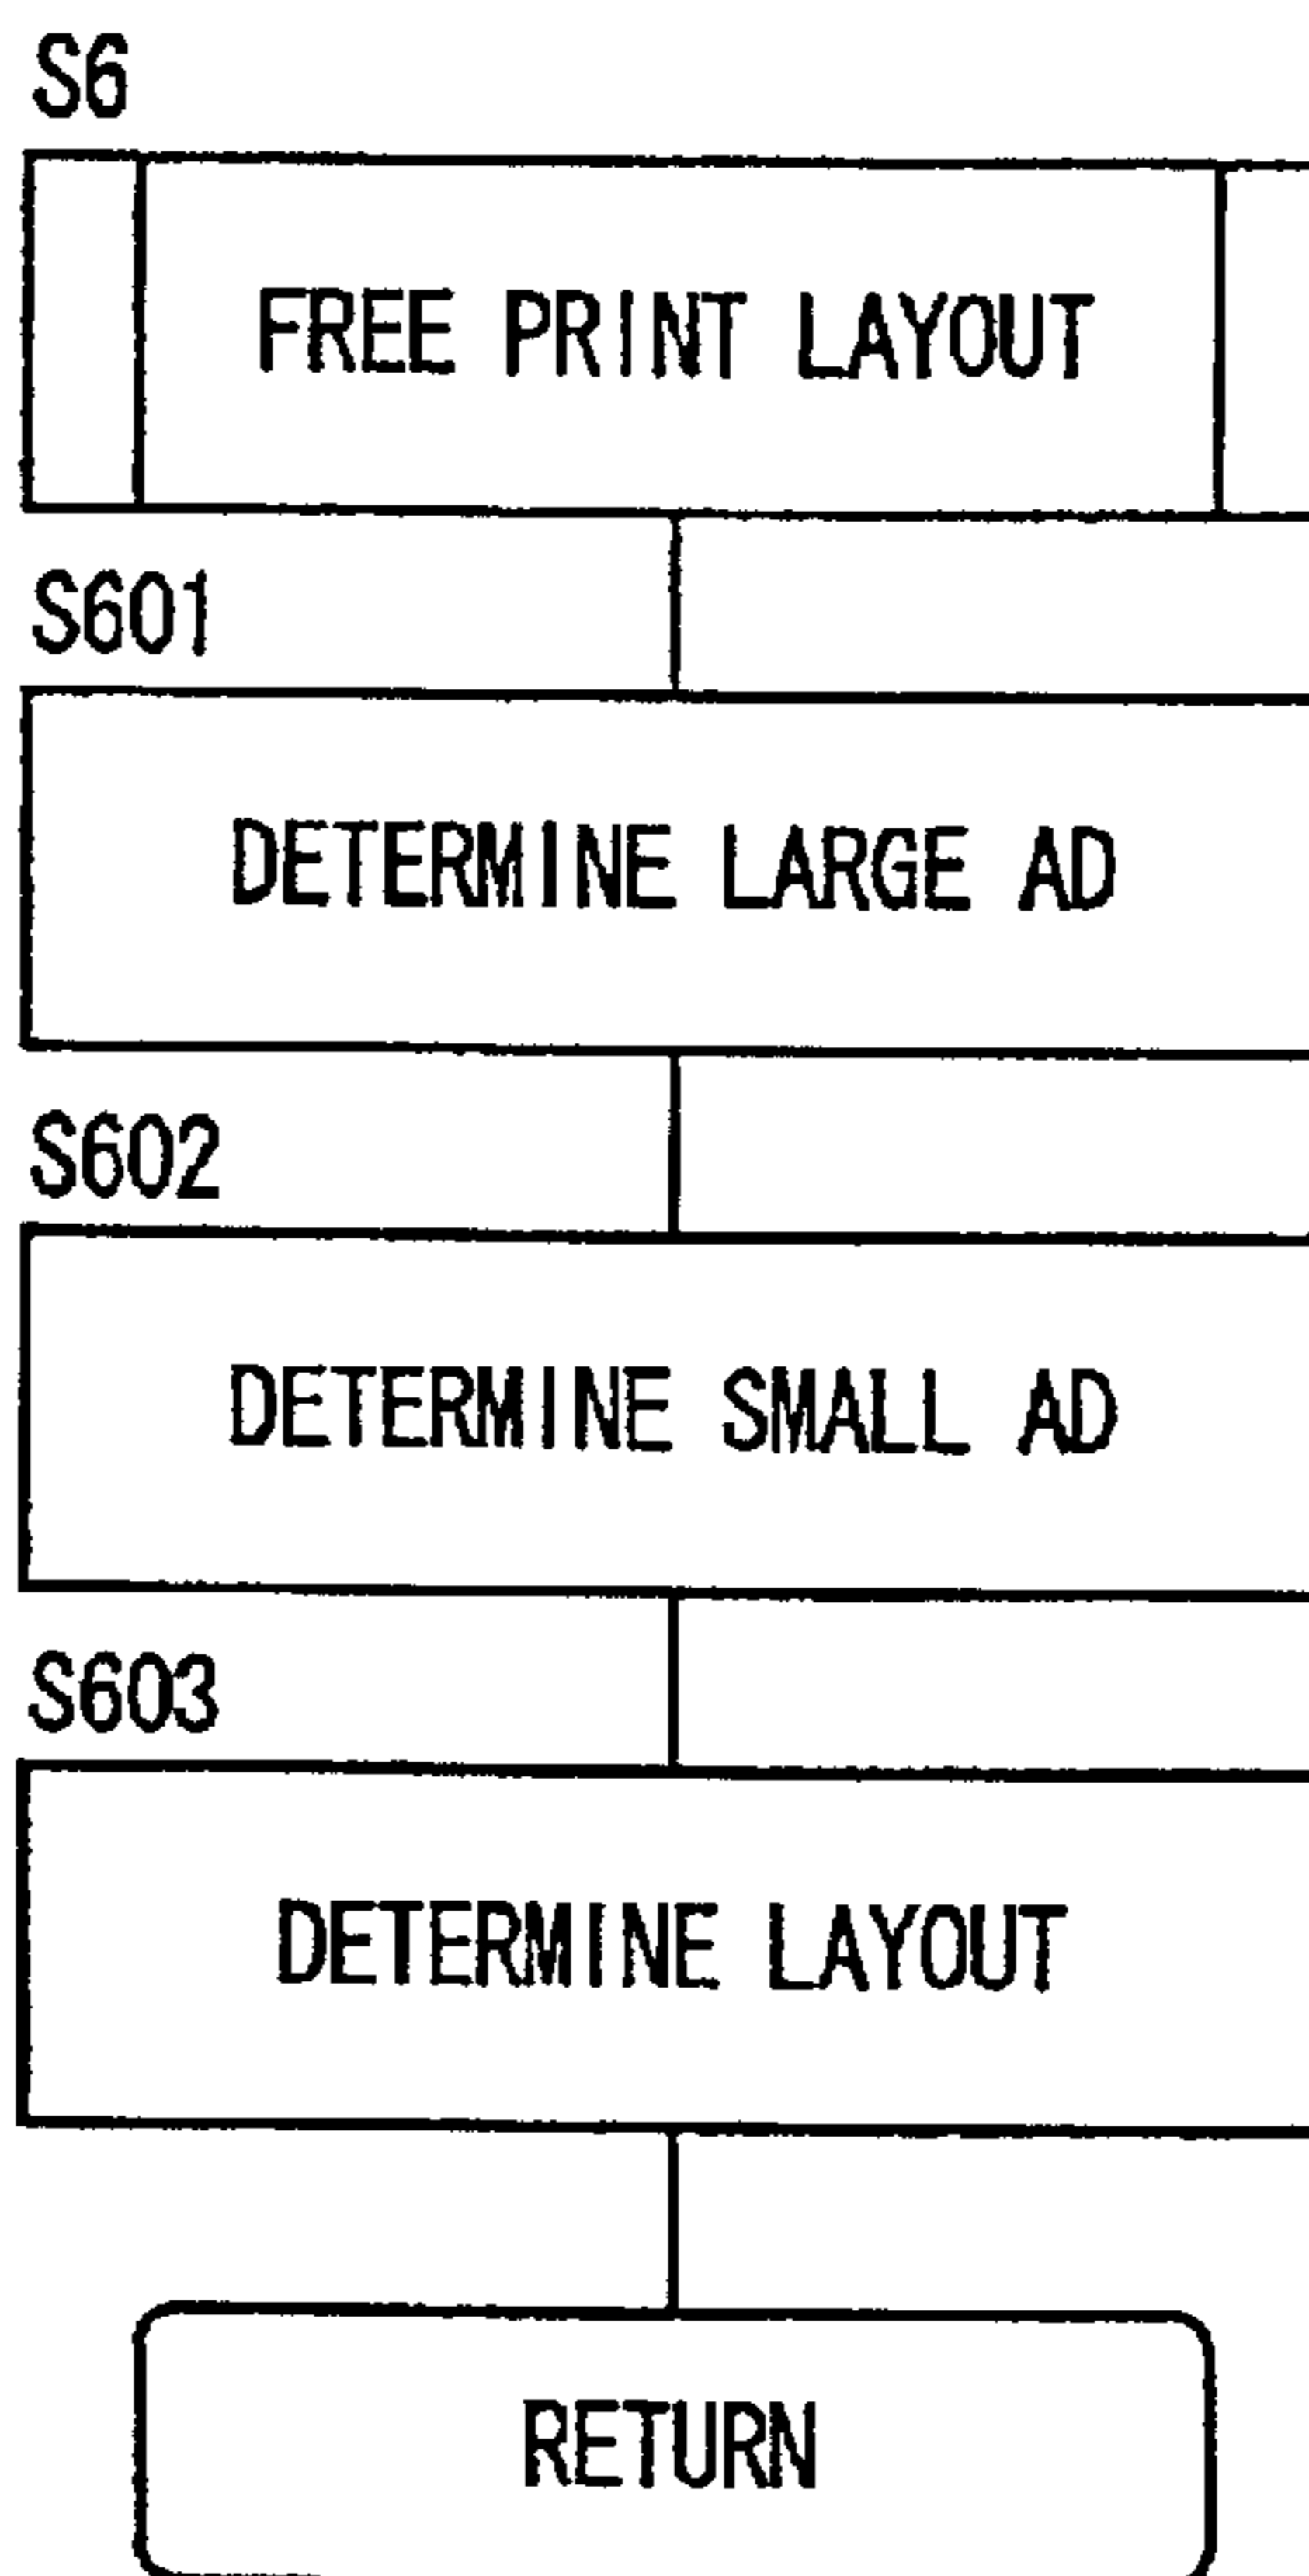 S6
FREE PRINT LAYOUT
S601
DETERMINE LARGE AD
S602
DETERMINE SMALL AD
S603
DETERMINE LAYOUT
RETURN